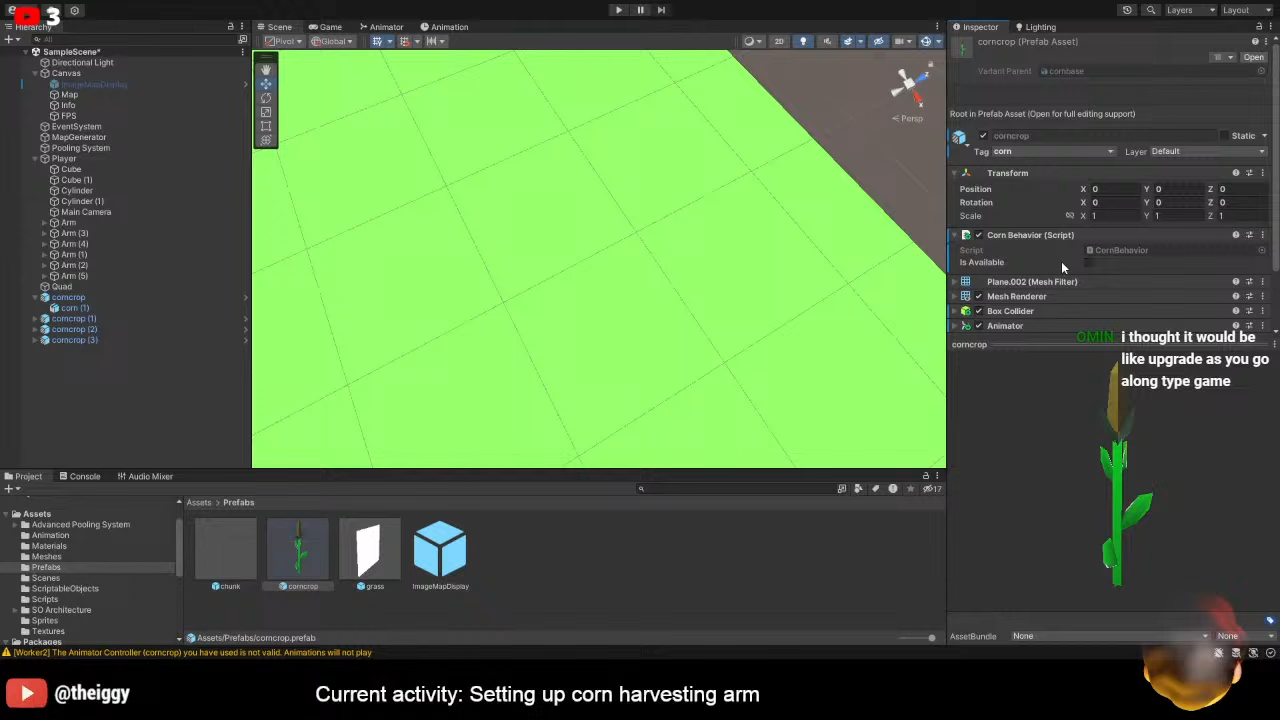 3
Layers
Layout
Hierarchy
Scene
Game
Animator
Animation
Inspector
Lighting
All
Pivot
Global
2D
corncrop (Prefab Asset)
Open
SampleScene*
Directional Light
Canvas
ImageMapDisplay
Map
Info
FPS
EventSystem
MapGenerator
Pooling System
Player
Cube
Cube (1)
Cylinder
Cylinder (1)
Main Camera
Arm
Arm (3)
Arm (4)
Arm (1)
Arm (2)
Arm (5)
Quad
corncrop
corn (1)
corncrop (1)
corncrop (2)
corncrop (3)
Persp
Variant Parent
cornbase
Root in Prefab Asset (Open for full editing support)
corncrop
Static
Tag corn
Layer Default
Transform
Position X 0 Y 0 Z 0
Rotation X 0 Y 0 Z 0
Scale X 1 Y 1 Z 1
Corn Behavior (Script)
Script
CornBehavior
Is Available
Plane.002 (Mesh Filter)
Mesh Renderer
Box Collider
Animator
corncrop
OMIN i thought it would be
like upgrade as you go
along type game
Project
Console
Audio Mixer
17
Assets
Advanced Pooling System
Animation
Materials
Meshes
Prefabs
Scenes
ScriptableObjects
Scripts
SO Architecture
Sprites
Textures
Packages
Assets > Prefabs
chunk
corncrop
grass
ImageMapDisplay
Assets/Prefabs/corncrop.prefab
AssetBundle
None
None
[Worker2] The Animator Controller (corncrop) you have used is not valid. Animations will not play
@theiggy
Current activity: Setting up corn harvesting arm